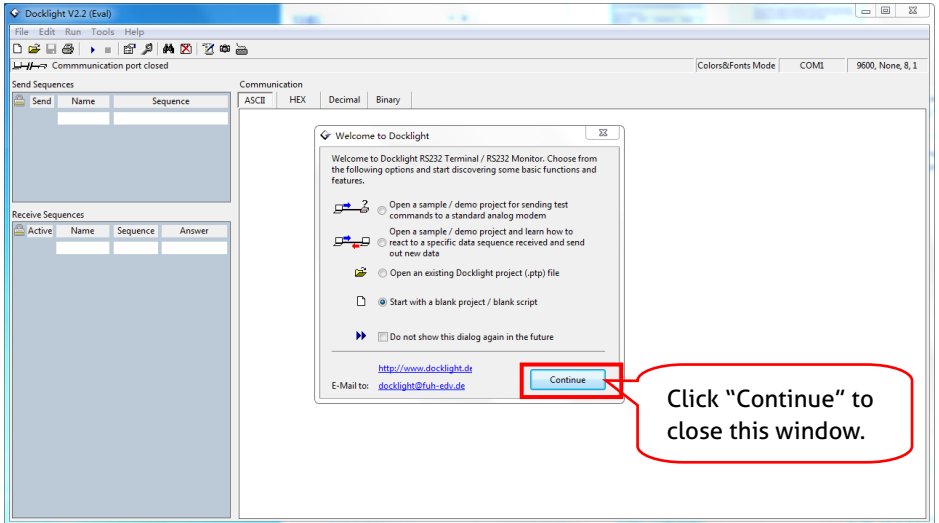 Docklight V2.2 (Eval)
File Edit Run Tools Help
Commmunication port closed
Colors&Fonts Mode COM1 9600, None, 8, 1
Send Sequences
Send Name Sequence
Communication
ASCII HEX Decimal Binary
Welcome to Docklight
Welcome to Docklight RS232 Terminal / RS232 Monitor. Choose from
the following options and start discovering some basic functions and
features.
Open a sample / demo project for sending test
commands to a standard analog modem
Open a sample / demo project and learn how to
react to a specific data sequence received and send
out new data
Open an existing Docklight project (.ptp) file
Start with a blank project / blank script
Do not show this dialog again in the future
http://www.docklight.de
E-Mail to: docklight@fuh-edv.de
Continue
Receive Sequences
Active Name Sequence Answer
Click “Continue” to
close this window.